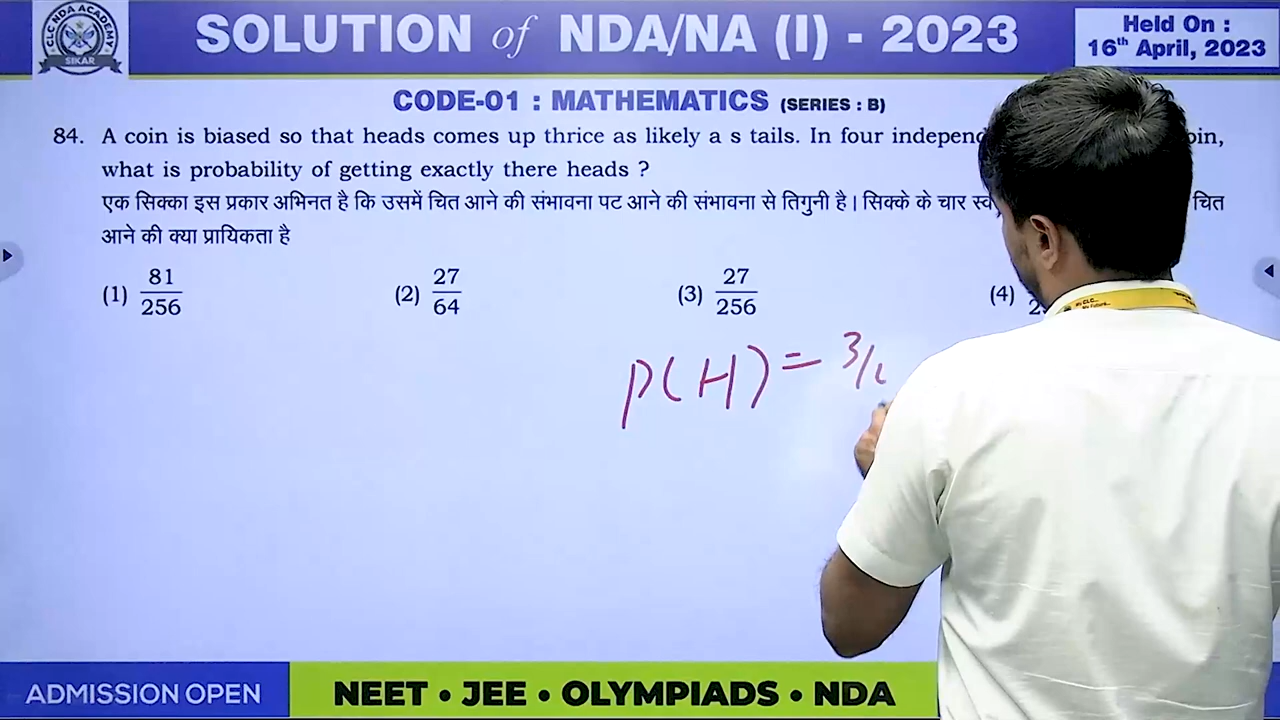 CLC NDA ACADEMY
SIKAR
SOLUTION of NDA/NA (I) - 2023
Held On :
16th April, 2023
CODE-01 : MATHEMATICS (SERIES : B)
84. A coin is biased so that heads comes up thrice as likely a s tails. In four oin,
what is probability of getting exactly there heads ?
एक सिक्का इस प्रकार अभिनत है कि उसमें चित आने की संभावना पट आने की संभावना से तिगुनी है। सिक्के के चार चित
आने की क्या प्रायिकता है
(1) 81/256 (2) 27/64 (3) 27/256 (4)
P(H) = 3/
ADMISSION OPEN
NEET • JEE • OLYMPIADS • NDA